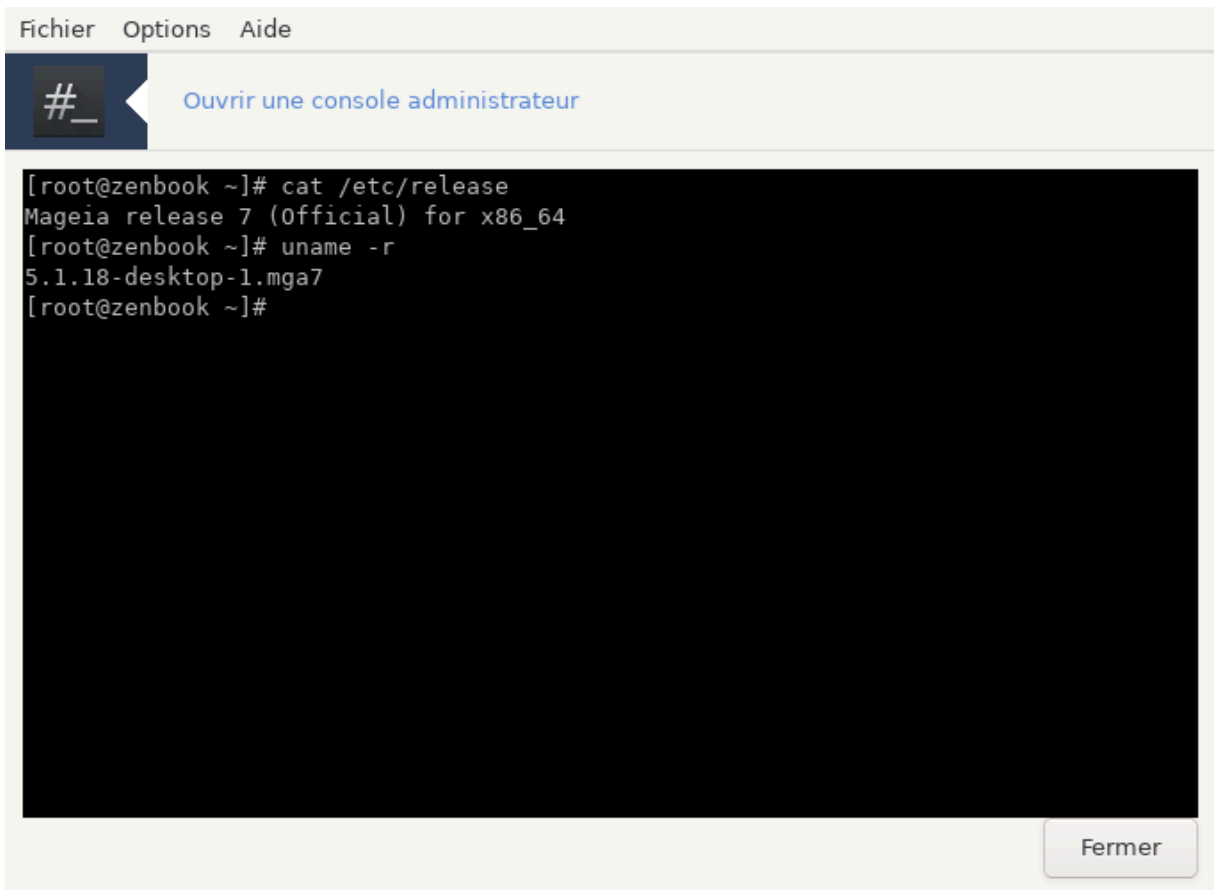 Fichier Options Aide
#_
Ouvrir une console administrateur
[root@zenbook ~]# cat /etc/release
Mageia release 7 (Official) for x86_64
[root@zenbook ~]# uname -r
5.1.18-desktop-1.mga7
[root@zenbook ~]#
Fermer